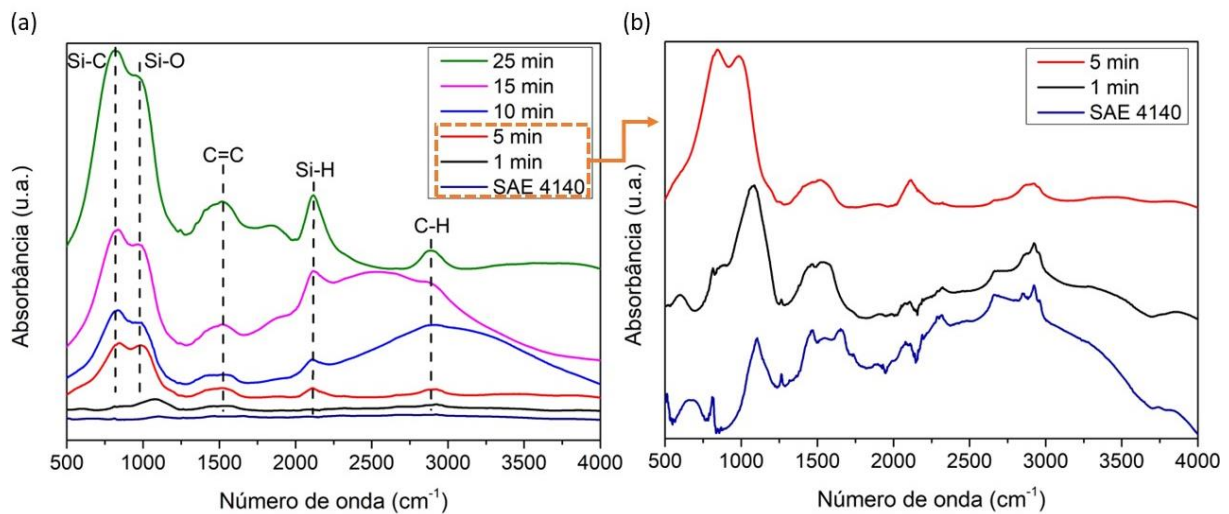 (a)
Si-C
Si-O
C=C
Si-H
C-H
25 min
15 min
10 min
5 min
1 min
SAE 4140
Absorbância (u.a.)
500 1000 1500 2000 2500 3000 3500 4000
Número de onda (cm⁻¹)
(b)
5 min
1 min
SAE 4140
Absorbância (u.a.)
500 1000 1500 2000 2500 3000 3500 4000
Número de onda (cm⁻¹)